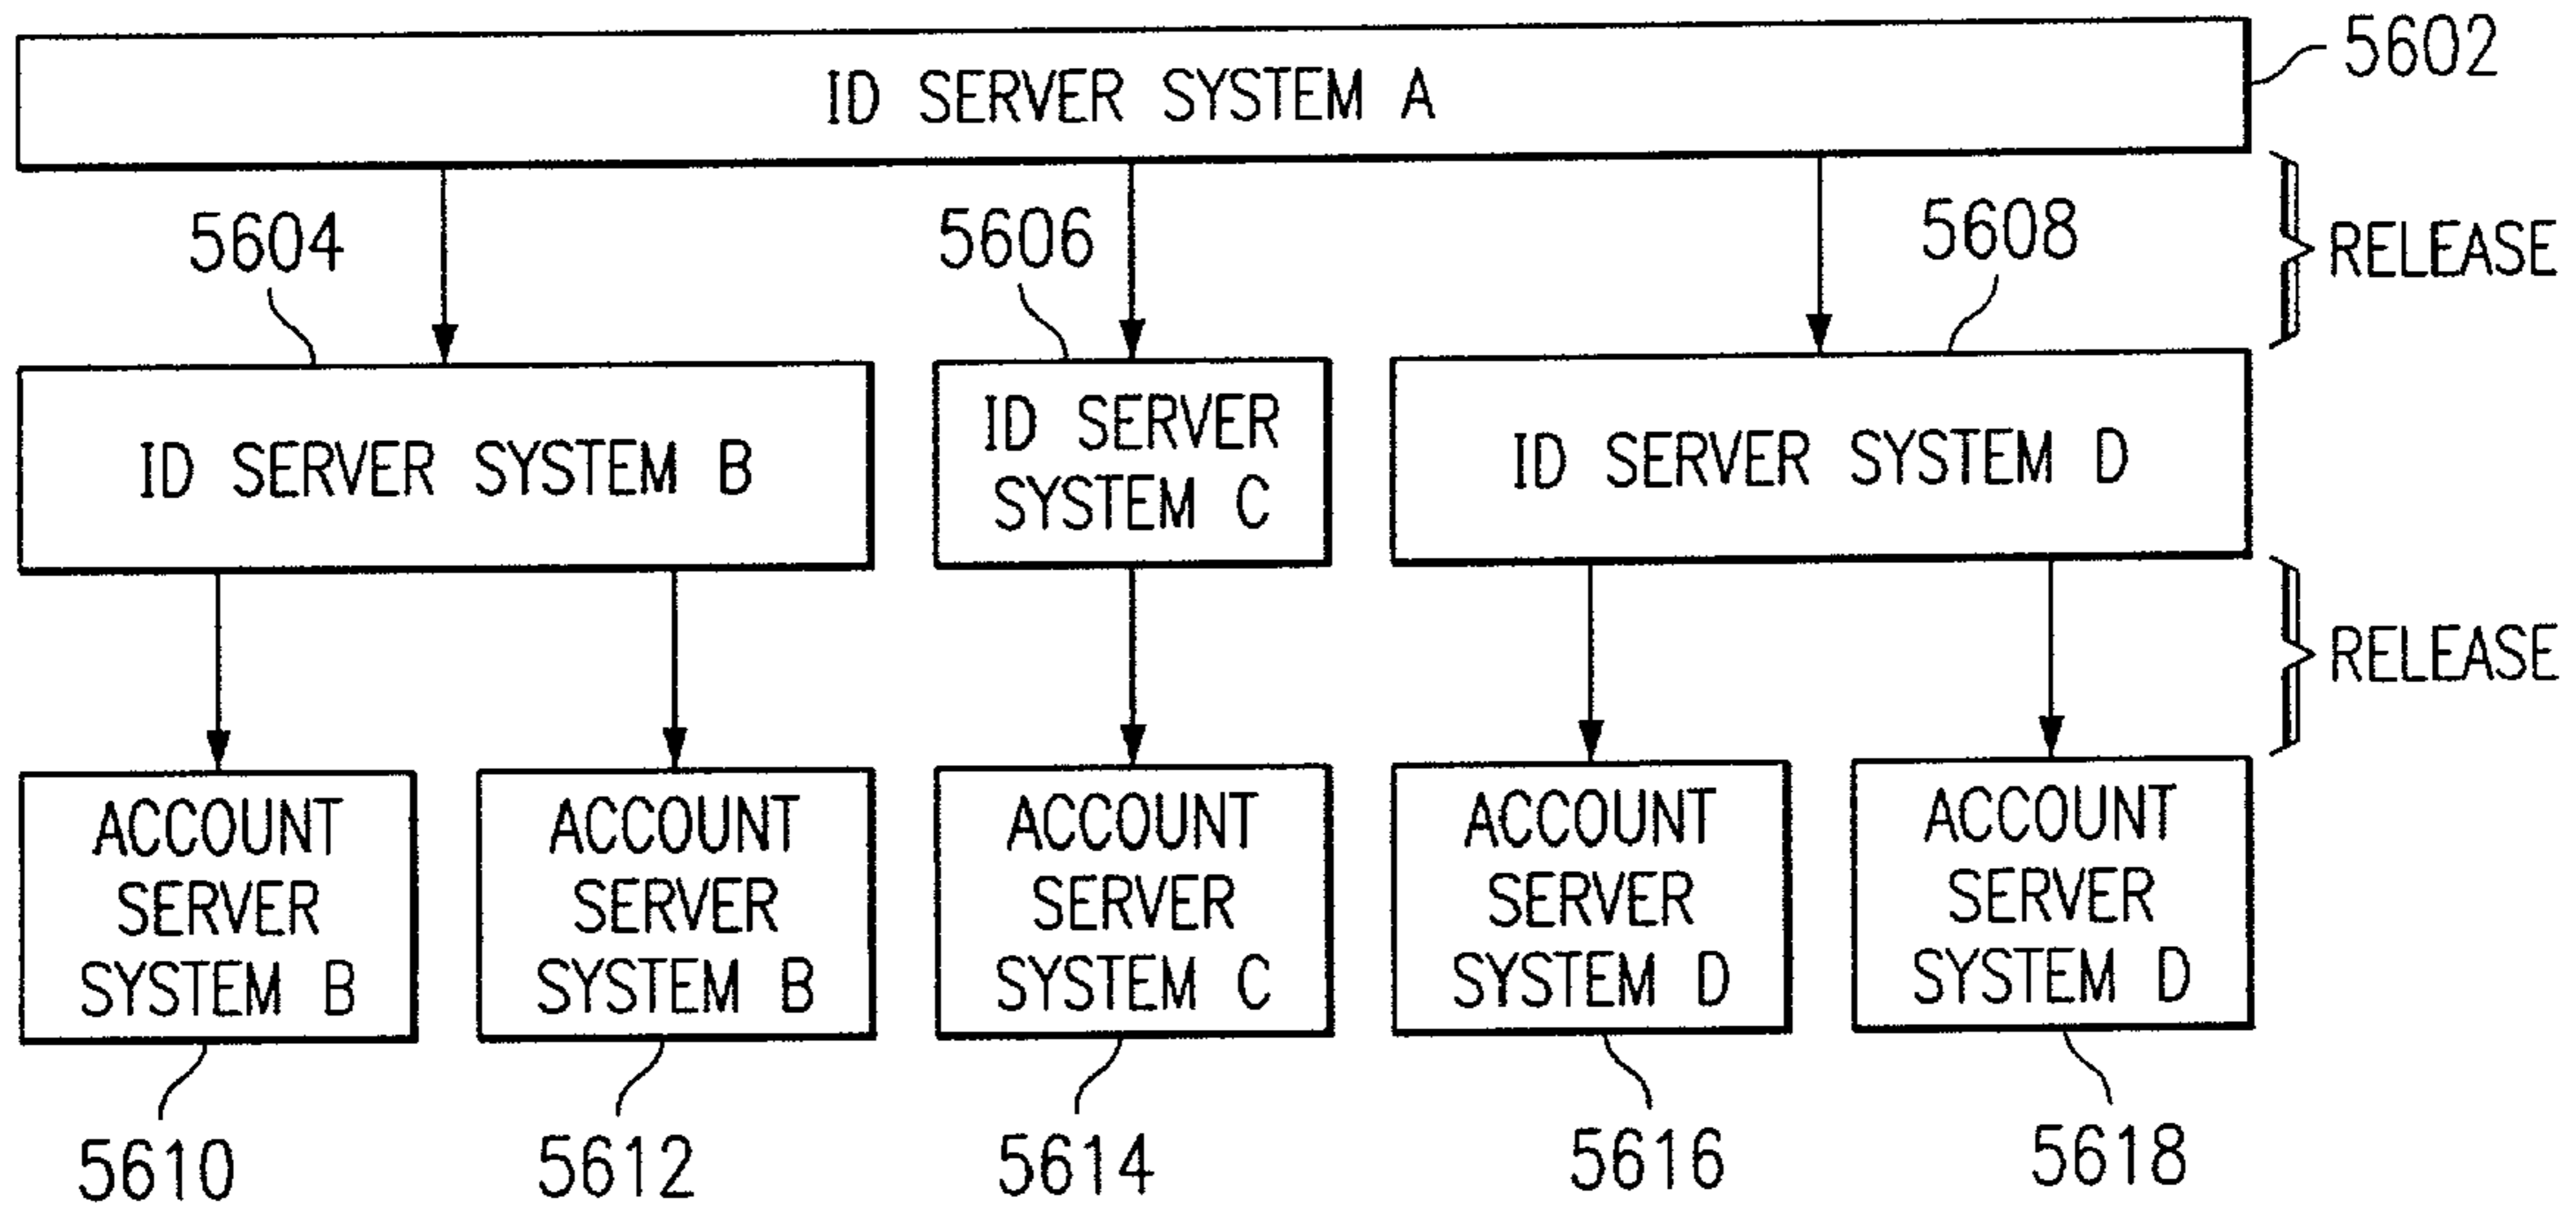 ID SERVER SYSTEM A
5602
RELEASE
5604
5606
5608
ID SERVER SYSTEM B
ID SERVER
SYSTEM C
ID SERVER SYSTEM D
RELEASE
ACCOUNT
SERVER
SYSTEM B
ACCOUNT
SERVER
SYSTEM B
ACCOUNT
SERVER
SYSTEM C
ACCOUNT
SERVER
SYSTEM D
ACCOUNT
SERVER
SYSTEM D
5610
5612
5614
5616
5618